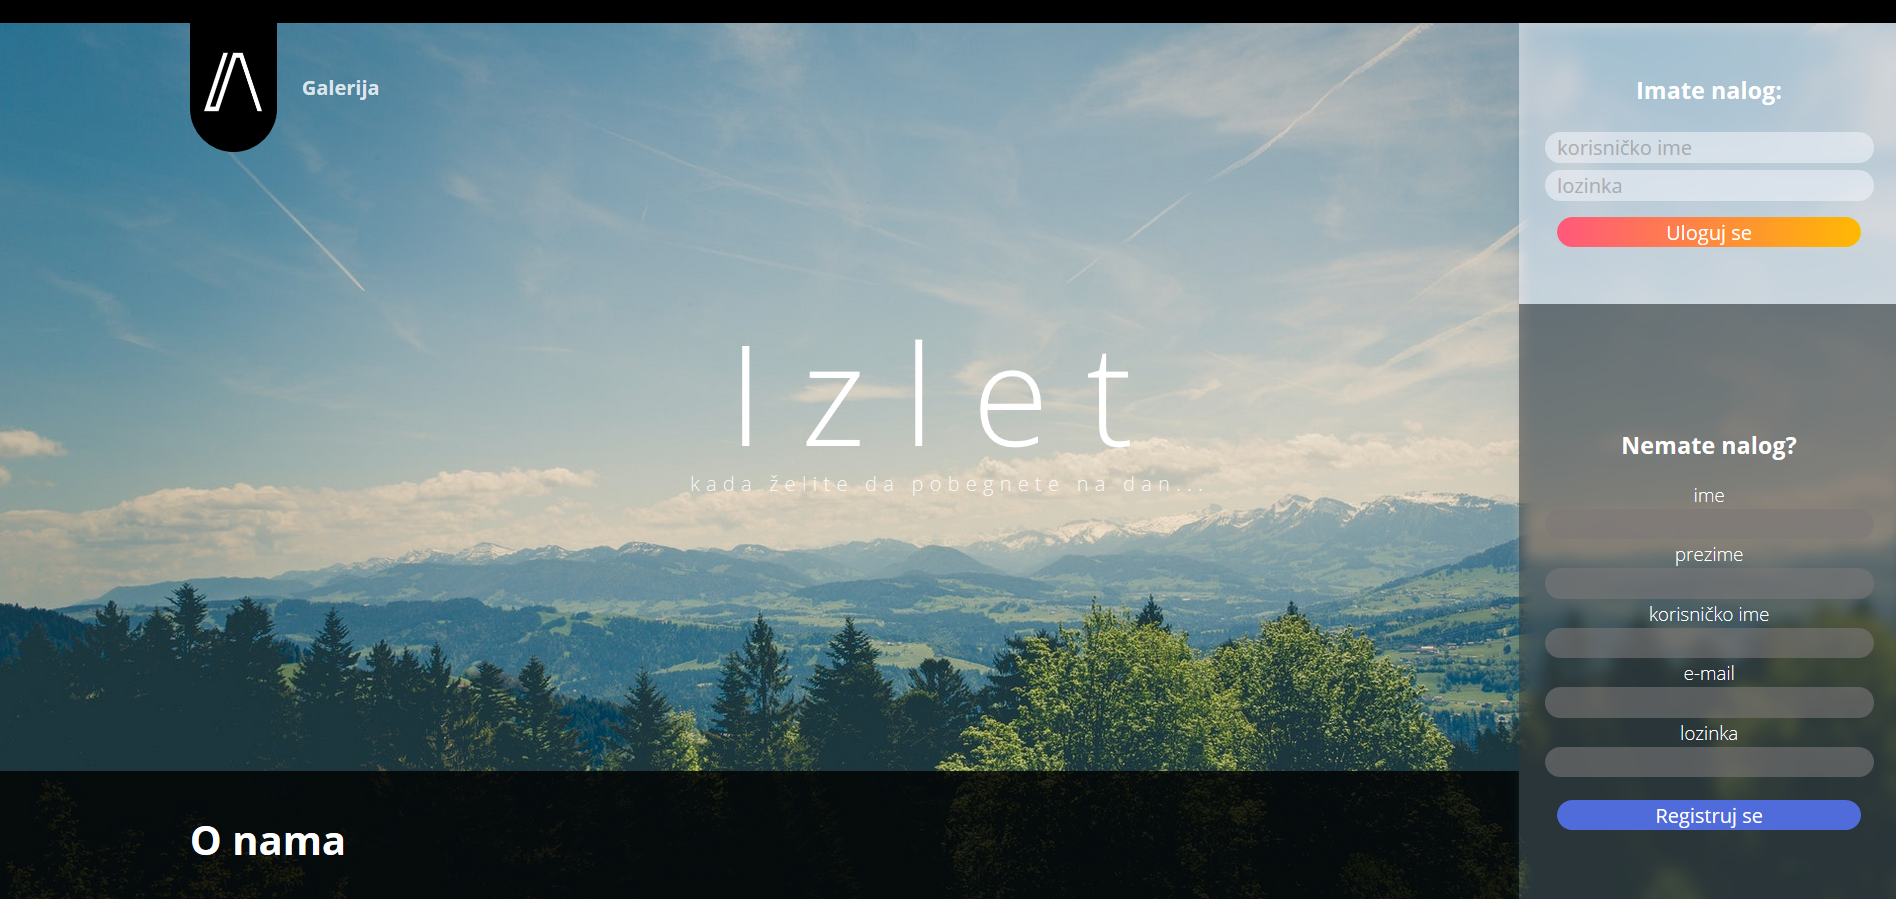 Galerija
Izlet
kada želite da pobegnete na dan...
O nama
Imate nalog:
korisničko ime
lozinka
Uloguj se
Nemate nalog?
ime
prezime
korisničko ime
e-mail
lozinka
Registruj se